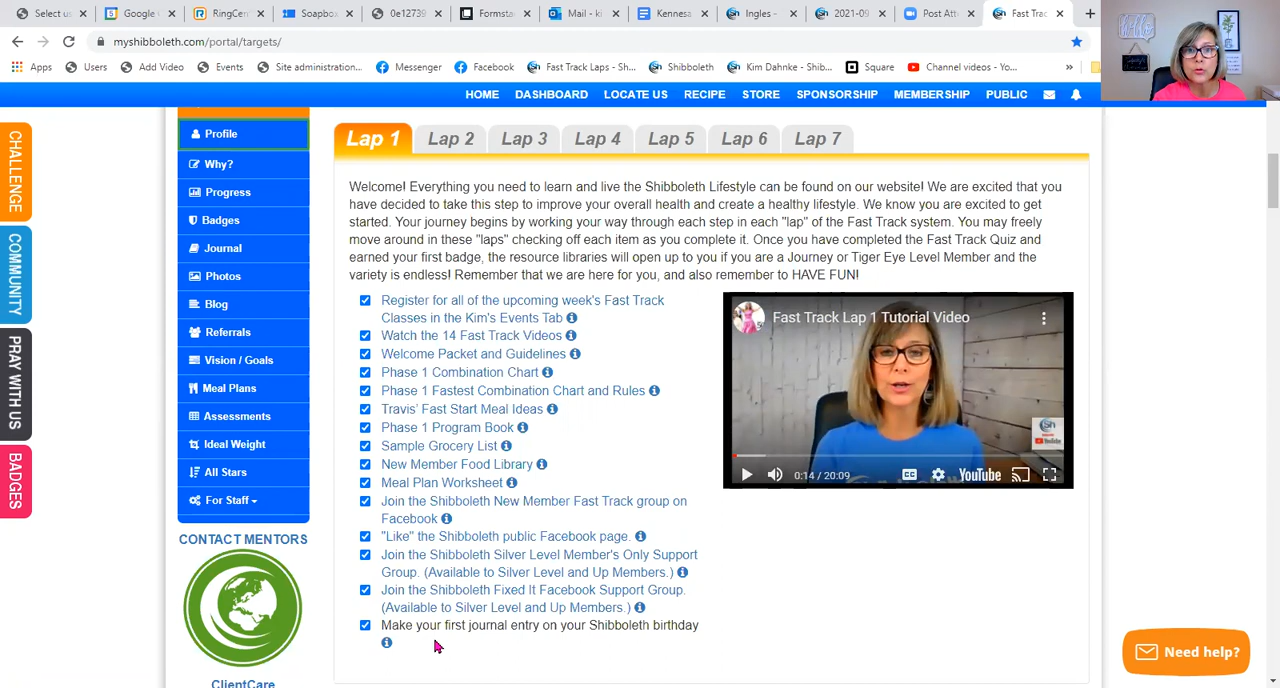 Select us
Google
RingCen
Soapbox
0e12739
Formsta
Mail - ki
Kennesa
Ingles -
2021-09
Post Att
Fast Trac
myshibboleth.com/portal/targets/
Apps
Users
Add Video
Events
Site administration...
Messenger
Fast Track Laps - Sh...
Shibboleth
Kim Dahnke - Shib...
Square
Channel videos - Yo...
»
HOME
DASHBOARD
LOCATE US
RECIPE
STORE
SPONSORSHIP
MEMBERSHIP
PUBLIC
CHALLENGE
COMMUNITY
PRAY WITH US
BADGES
Profile
Why?
Progress
Badges
Journal
Photos
Blog
Referrals
Vision / Goals
Meal Plans
Assessments
Ideal Weight
All Stars
For Staff
CONTACT MENTORS
ClientCare
Lap 1
Lap 2
Lap 3
Lap 4
Lap 5
Lap 6
Lap 7
Welcome! Everything you need to learn and live the Shibboleth Lifestyle can be found on our website! We are excited that you
have decided to take this step to improve your overall health and create a healthy lifestyle. We know you are excited to get
started. Your journey begins by working your way through each step in each "lap" of the Fast Track system. You may freely
move around in these "laps" checking off each item as you complete it. Once you have completed the Fast Track Quiz and
earned your first badge, the resource libraries will open up to you if you are a Journey or Tiger Eye Level Member and the
variety is endless! Remember that we are here for you, and also remember to HAVE FUN!
Register for all of the upcoming week's Fast Track
Classes in the Kim's Events Tab
Watch the 14 Fast Track Videos
Welcome Packet and Guidelines
Phase 1 Combination Chart
Phase 1 Fastest Combination Chart and Rules
Travis' Fast Start Meal Ideas
Phase 1 Program Book
Sample Grocery List
New Member Food Library
Meal Plan Worksheet
Join the Shibboleth New Member Fast Track group on
Facebook
"Like" the Shibboleth public Facebook page.
Join the Shibboleth Silver Level Member's Only Support
Group. (Available to Silver Level and Up Members.)
Join the Shibboleth Fixed It Facebook Support Group.
(Available to Silver Level and Up Members.)
Make your first journal entry on your Shibboleth birthday
Fast Track Lap 1 Tutorial Video
Sh
YouTube
0:14 / 20:09
CC
YouTube
Need help?